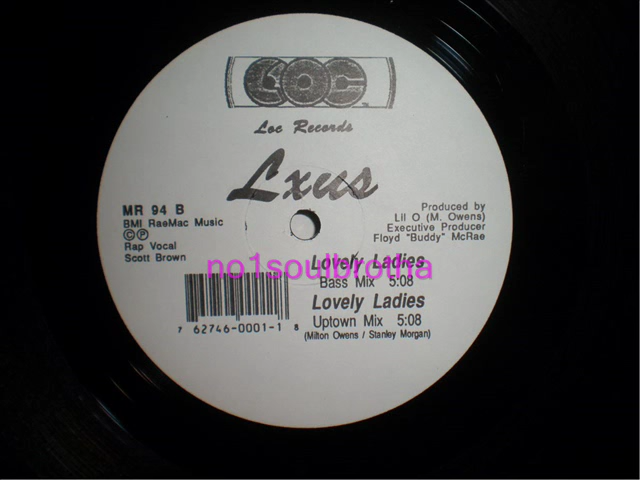 LOC
Loc Records
Lxus
MR 94 B
BMI RaeMac Music
© Ⓟ
Rap Vocal
Scott Brown
Produced by
Lil O (M. Owens)
Executive Producer
Floyd "Buddy" McRae
no1soulbrotha
Lovely Ladies
Bass Mix 5:08
Lovely Ladies
Uptown Mix 5:08
(Milton Owens / Stanley Morgan)
7 62746-0001-1 8